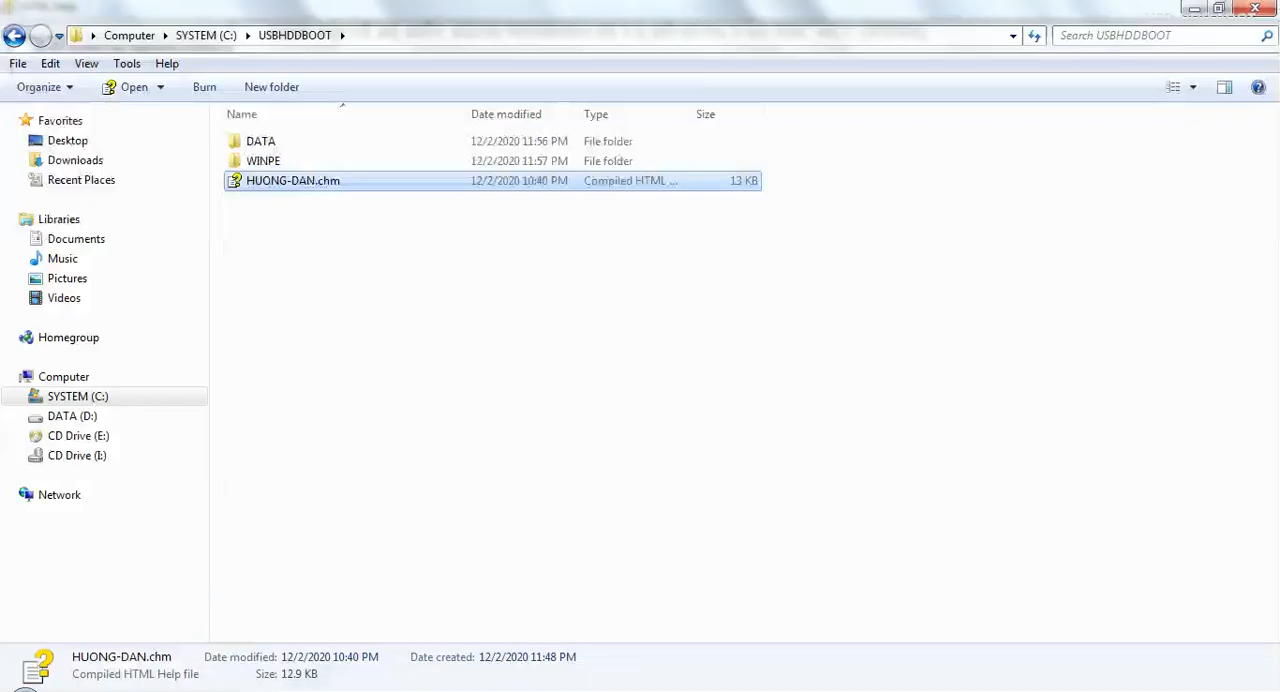 Computer SYSTEM (C:) USBHDDBOOT Search USBHDDBOOT
File Edit View Tools Help
Organize Open Burn New folder
Name Date modified Type Size
DATA 12/2/2020 11:56 PM File folder
WINPE 12/2/2020 11:57 PM File folder
HUONG-DAN.chm 12/2/2020 10:40 PM Compiled HTML ... 13 KB
Favorites
Desktop
Downloads
Recent Places
Libraries
Documents
Music
Pictures
Videos
Homegroup
Computer
SYSTEM (C:)
DATA (D:)
CD Drive (E:)
CD Drive (I:)
Network
HUONG-DAN.chm Date modified: 12/2/2020 10:40 PM Date created: 12/2/2020 11:48 PM
Compiled HTML Help file Size: 12.9 KB